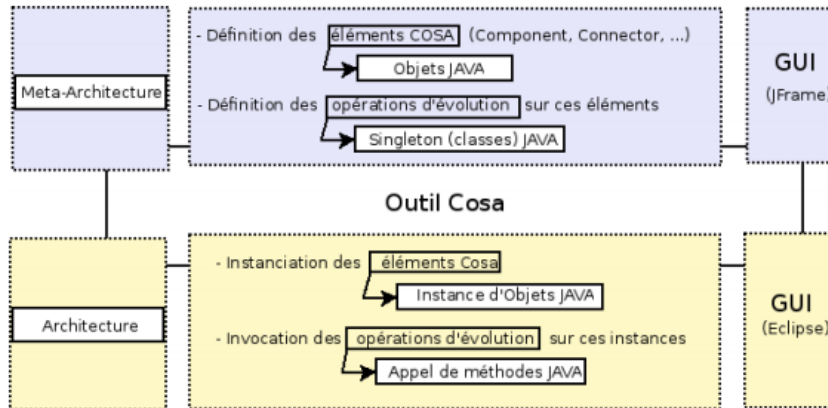 - Définition des éléments COSA (Component, Connector, ...)
Objets JAVA
Meta-Architecture
- Définition des opérations d'évolution sur ces éléments
Singleton (classes) JAVA
GUI
(JFrame)
Outil Cosa
- Instanciation des éléments Cosa
Instance d'Objets JAVA
Architecture
- Invocation des opérations d'évolution sur ces instances
Appel de méthodes JAVA
GUI
(Eclipse)